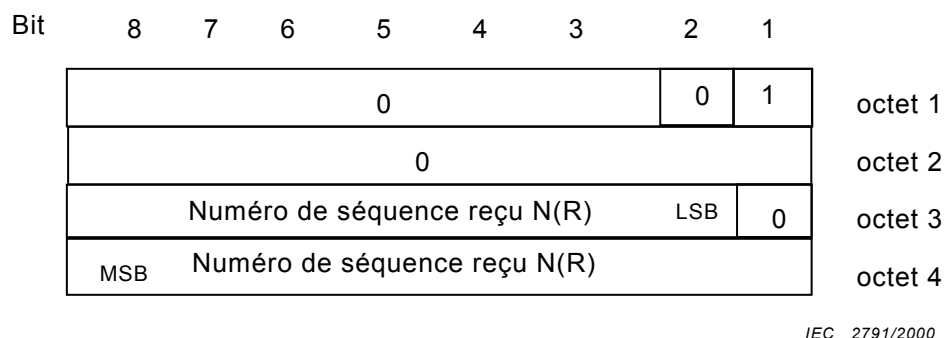 Bit 8 7 6 5 4 3 2 1
0 0 1 octet 1
0 octet 2
Numéro de séquence reçu N(R) LSB 0 octet 3
MSB Numéro de séquence reçu N(R) octet 4
IEC 2791/2000